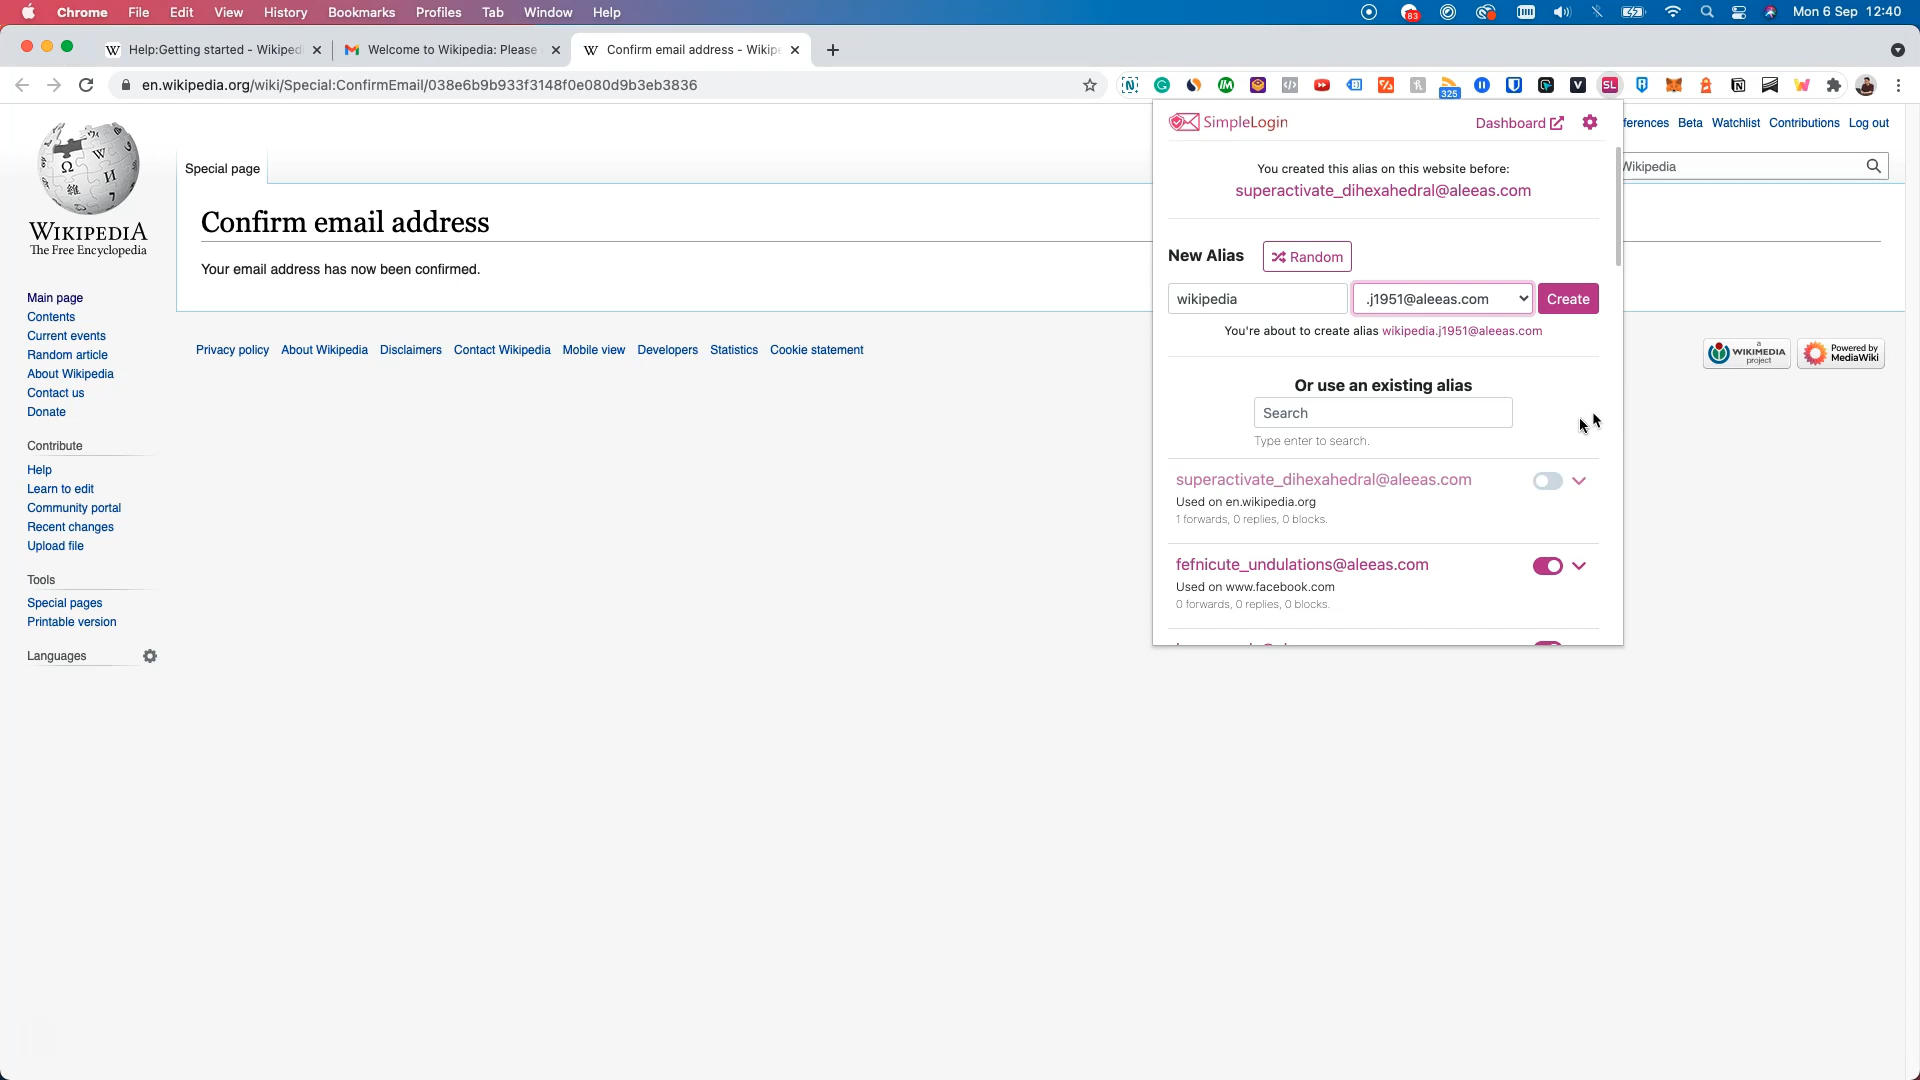 Chrome File Edit View History Bookmarks Profiles Tab Window Help
83
Mon 6 Sep 12:40
Help:Getting started - Wikiped
Welcome to Wikipedia: Please
Confirm email address - Wikipe
en.wikipedia.org/wiki/Special:ConfirmEmail/038e6b9b933f3148f0e080d9b3eb3836
325
SL
WIKIPEDIA
The Free Encyclopedia
Main page
Contents
Current events
Random article
About Wikipedia
Contact us
Donate
Contribute
Help
Learn to edit
Community portal
Recent changes
Upload file
Tools
Special pages
Printable version
Languages
Special page
ferences Beta Watchlist Contributions Log out
Wikipedia
Confirm email address
Your email address has now been confirmed.
Privacy policy About Wikipedia Disclaimers Contact Wikipedia Mobile view Developers Statistics Cookie statement
a WIKIMEDIA project
Powered by MediaWiki
SimpleLogin
Dashboard
You created this alias on this website before:
superactivate_dihexahedral@aleeas.com
New Alias
Random
wikipedia
.j1951@aleeas.com
Create
You're about to create alias wikipedia.j1951@aleeas.com
Or use an existing alias
Search
Type enter to search.
superactivate_dihexahedral@aleeas.com
Used on en.wikipedia.org
1 forwards, 0 replies, 0 blocks.
fefnicute_undulations@aleeas.com
Used on www.facebook.com
0 forwards, 0 replies, 0 blocks.